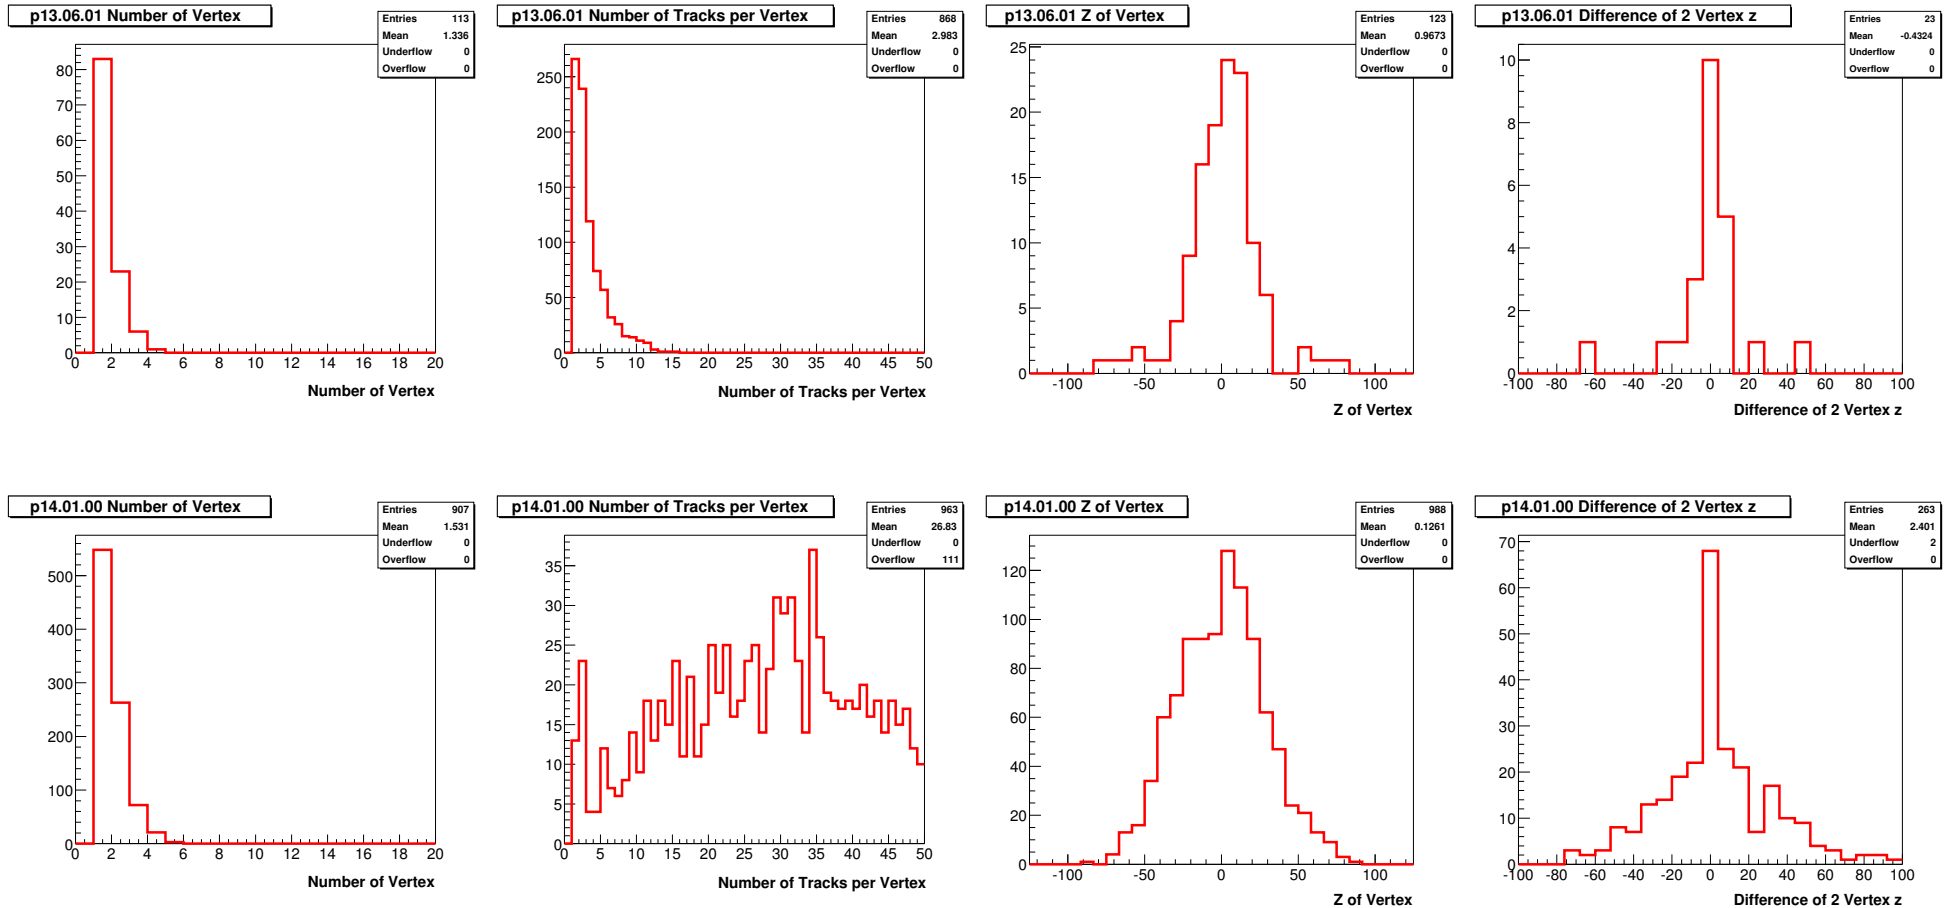 p13.06.01 Number of Vertex
Entries 113
Mean 1.336
Underflow 0
Overflow 0
80
70
60
50
40
30
20
10
0
0 2 4 6 8 10 12 14 16 18 20
Number of Vertex
p13.06.01 Number of Tracks per Vertex
Entries 868
Mean 2.983
Underflow 0
Overflow 0
250
200
150
100
50
0
0 5 10 15 20 25 30 35 40 45 50
Number of Tracks per Vertex
p13.06.01 Z of Vertex
Entries 123
Mean 0.9673
Underflow 0
Overflow 0
25
20
15
10
5
0
-100 -50 0 50 100
Z of Vertex
p13.06.01 Difference of 2 Vertex z
Entries 23
Mean -0.4324
Underflow 0
Overflow 0
10
8
6
4
2
0
-100 -80 -60 -40 -20 0 20 40 60 80 100
Difference of 2 Vertex z
p14.01.00 Number of Vertex
Entries 907
Mean 1.531
Underflow 0
Overflow 0
500
400
300
200
100
0
0 2 4 6 8 10 12 14 16 18 20
Number of Vertex
p14.01.00 Number of Tracks per Vertex
Entries 963
Mean 26.83
Underflow 0
Overflow 111
35
30
25
20
15
10
5
0
0 5 10 15 20 25 30 35 40 45 50
Number of Tracks per Vertex
p14.01.00 Z of Vertex
Entries 988
Mean 0.1261
Underflow 0
Overflow 0
120
100
80
60
40
20
0
-100 -50 0 50 100
Z of Vertex
p14.01.00 Difference of 2 Vertex z
Entries 263
Mean 2.401
Underflow 2
Overflow 0
70
60
50
40
30
20
10
0
-100 -80 -60 -40 -20 0 20 40 60 80 100
Difference of 2 Vertex z